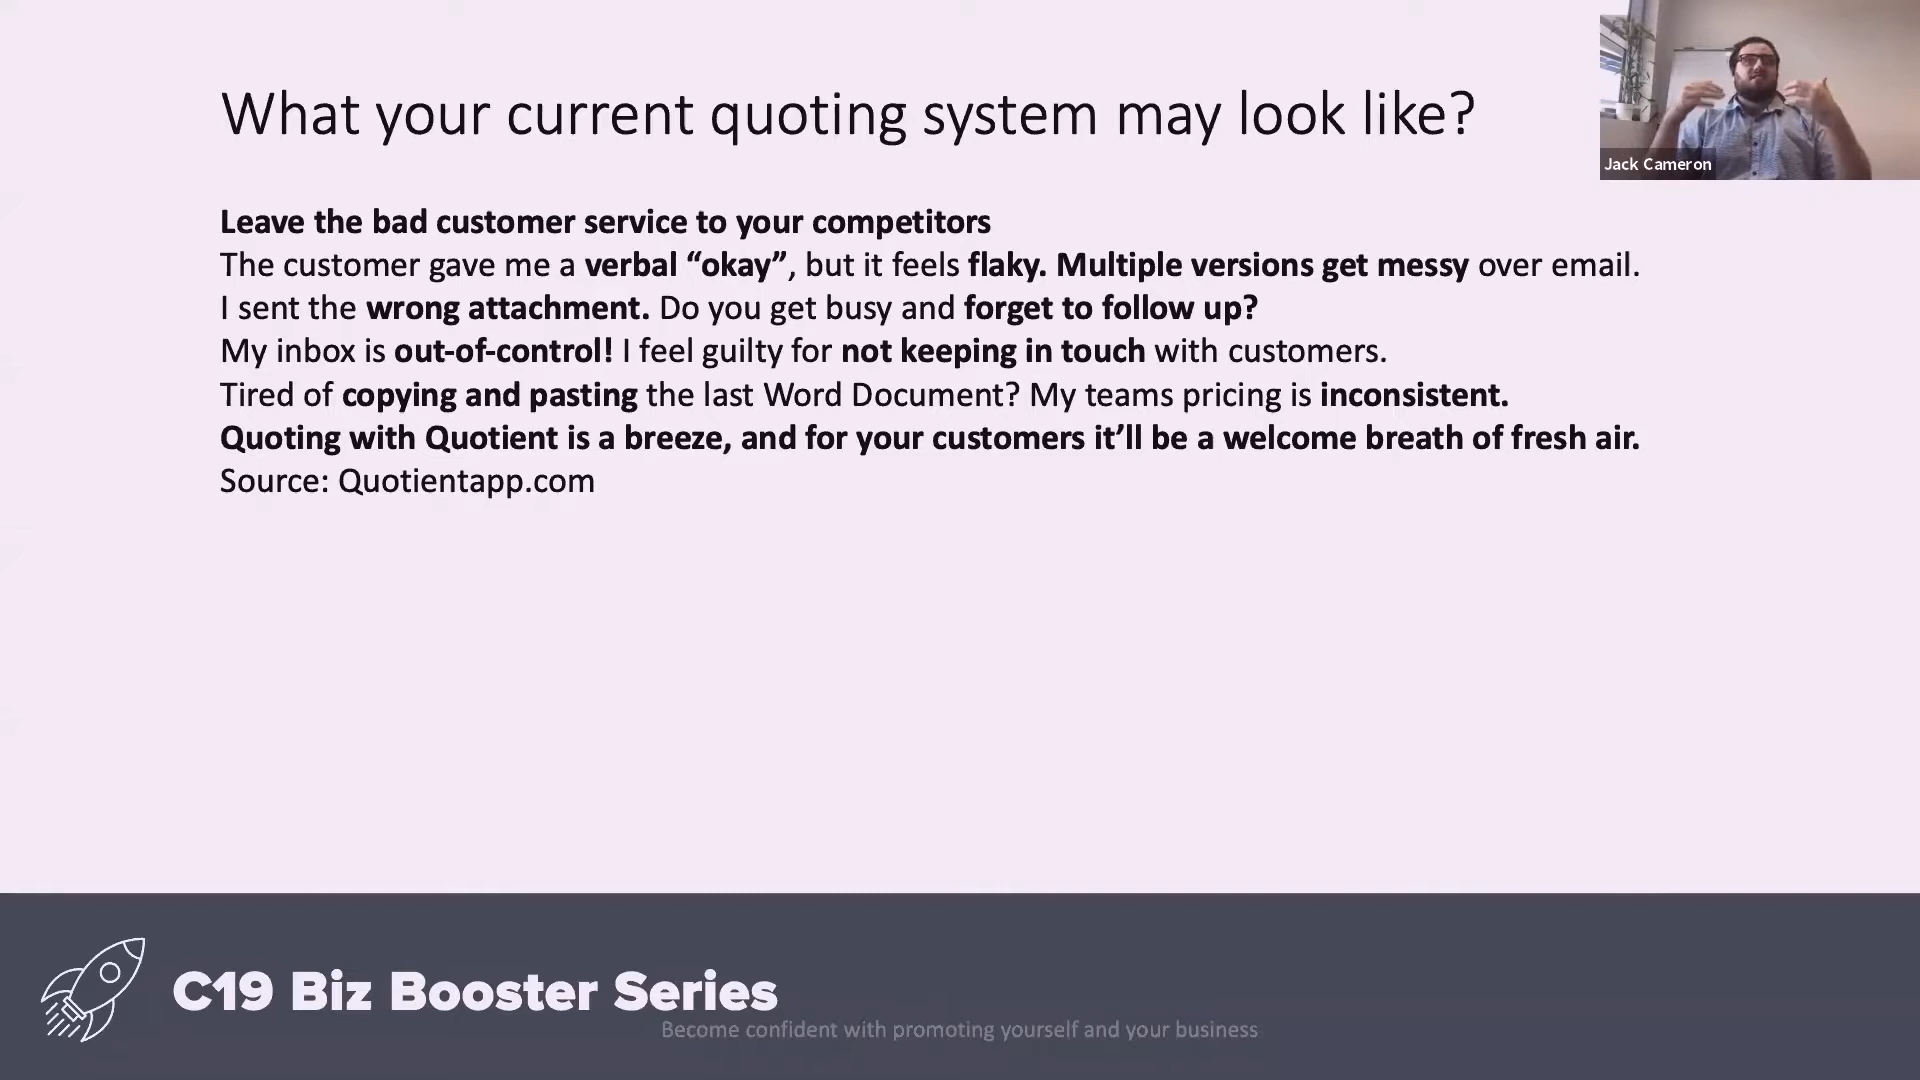 What your current quoting system may look like?
Jack Cameron
Leave the bad customer service to your competitors
The customer gave me a verbal “okay”, but it feels flaky. Multiple versions get messy over email.
I sent the wrong attachment. Do you get busy and forget to follow up?
My inbox is out-of-control! I feel guilty for not keeping in touch with customers.
Tired of copying and pasting the last Word Document? My teams pricing is inconsistent.
Quoting with Quotient is a breeze, and for your customers it’ll be a welcome breath of fresh air.
Source: Quotientapp.com
C19 Biz Booster Series
Become confident with promoting yourself and your business